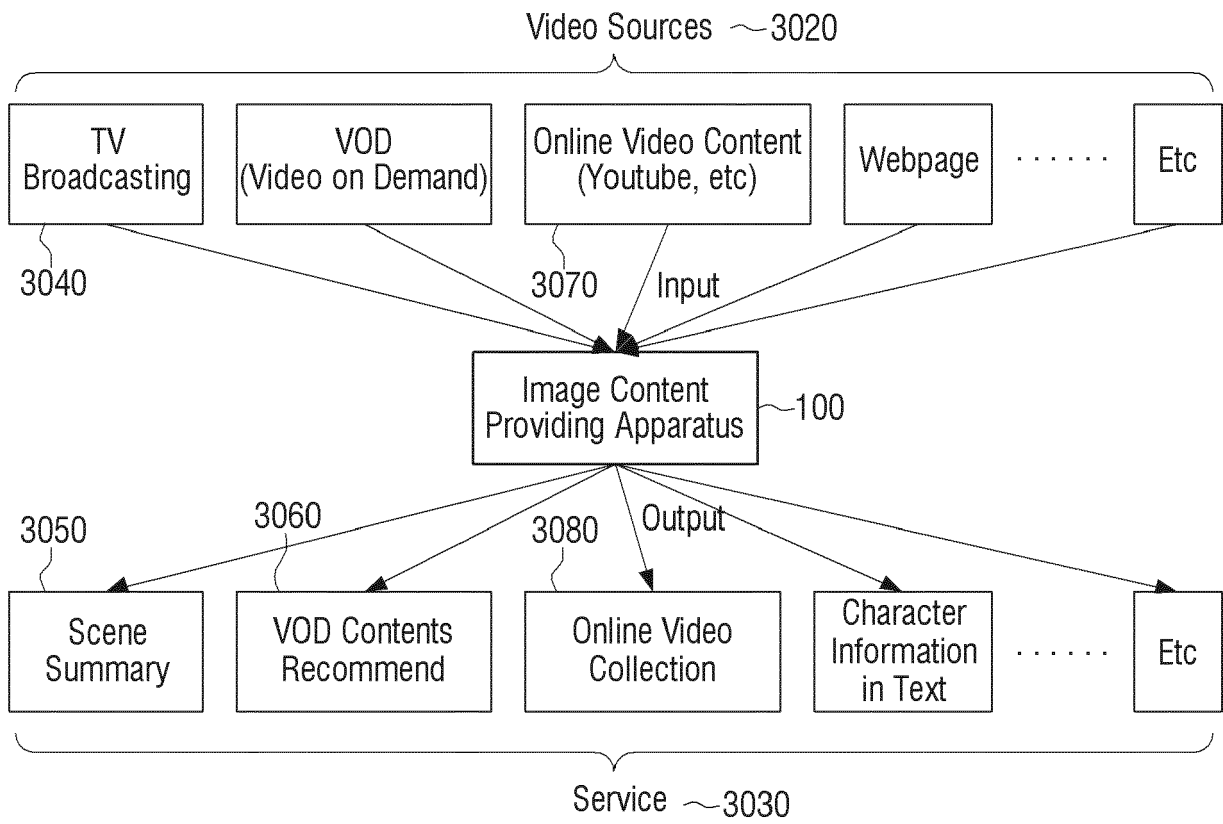 Video Sources 3020
TV
Broadcasting
VOD
(Video on Demand)
Online Video Content
(Youtube, etc)
Webpage
······
Etc
3040
3070
Input
Image Content
Providing Apparatus
100
3050
3060
3080
Output
Scene
Summary
VOD Contents
Recommend
Online Video
Collection
Character
Information
in Text
······
Etc
Service 3030